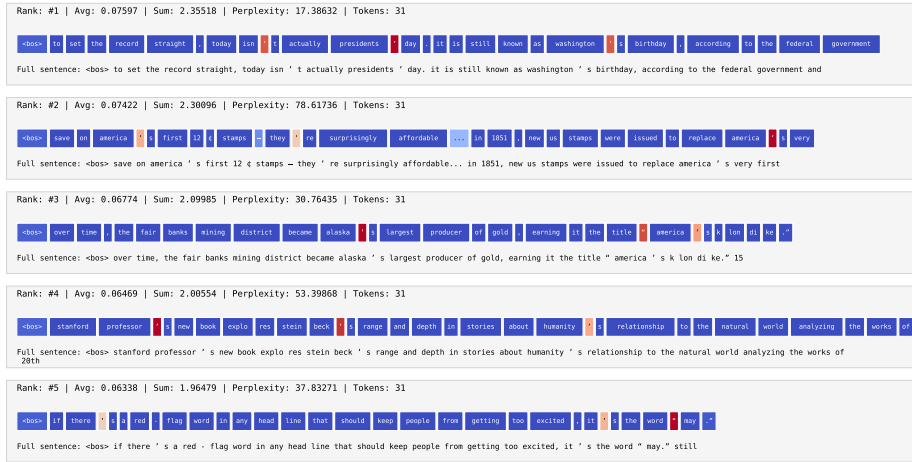 Rank: #1 | Avg: 0.07597 | Sum: 2.35518 | Perplexity: 17.38632 | Tokens: 31
<bos> to set the record straight , today isn ’ t actually presidents ’ day . it is still known as washington ’ s birthday , according to the federal government
Full sentence: <bos> to set the record straight, today isn ’ t actually presidents ’ day. it is still known as washington ’ s birthday, according to the federal government and
Rank: #2 | Avg: 0.07422 | Sum: 2.30096 | Perplexity: 78.61736 | Tokens: 31
<bos> save on america ’ s first 12 ¢ stamps — they ’ re surprisingly affordable ... in 1851 , new us stamps were issued to replace america ’ s very
Full sentence: <bos> save on america ’ s first 12 ¢ stamps — they ’ re surprisingly affordable... in 1851, new us stamps were issued to replace america ’ s very first
Rank: #3 | Avg: 0.06774 | Sum: 2.09985 | Perplexity: 30.76435 | Tokens: 31
<bos> over time , the fair banks mining district became alaska ’ s largest producer of gold , earning it the title “ america ’ s k lon di ke .”
Full sentence: <bos> over time, the fair banks mining district became alaska ’ s largest producer of gold, earning it the title “ america ’ s k lon di ke.” 15
Rank: #4 | Avg: 0.06469 | Sum: 2.00554 | Perplexity: 53.39868 | Tokens: 31
<bos> stanford professor ’ s new book explo res stein beck ’ s range and depth in stories about humanity ’ s relationship to the natural world analyzing the works of
Full sentence: <bos> stanford professor ’ s new book explo res stein beck ’ s range and depth in stories about humanity ’ s relationship to the natural world analyzing the works of
20th
Rank: #5 | Avg: 0.06338 | Sum: 1.96479 | Perplexity: 37.83271 | Tokens: 31
<bos> if there ’ s a red - flag word in any head line that should keep people from getting too excited , it ’ s the word “ may .”
Full sentence: <bos> if there ’ s a red - flag word in any head line that should keep people from getting too excited, it ’ s the word “ may.” still